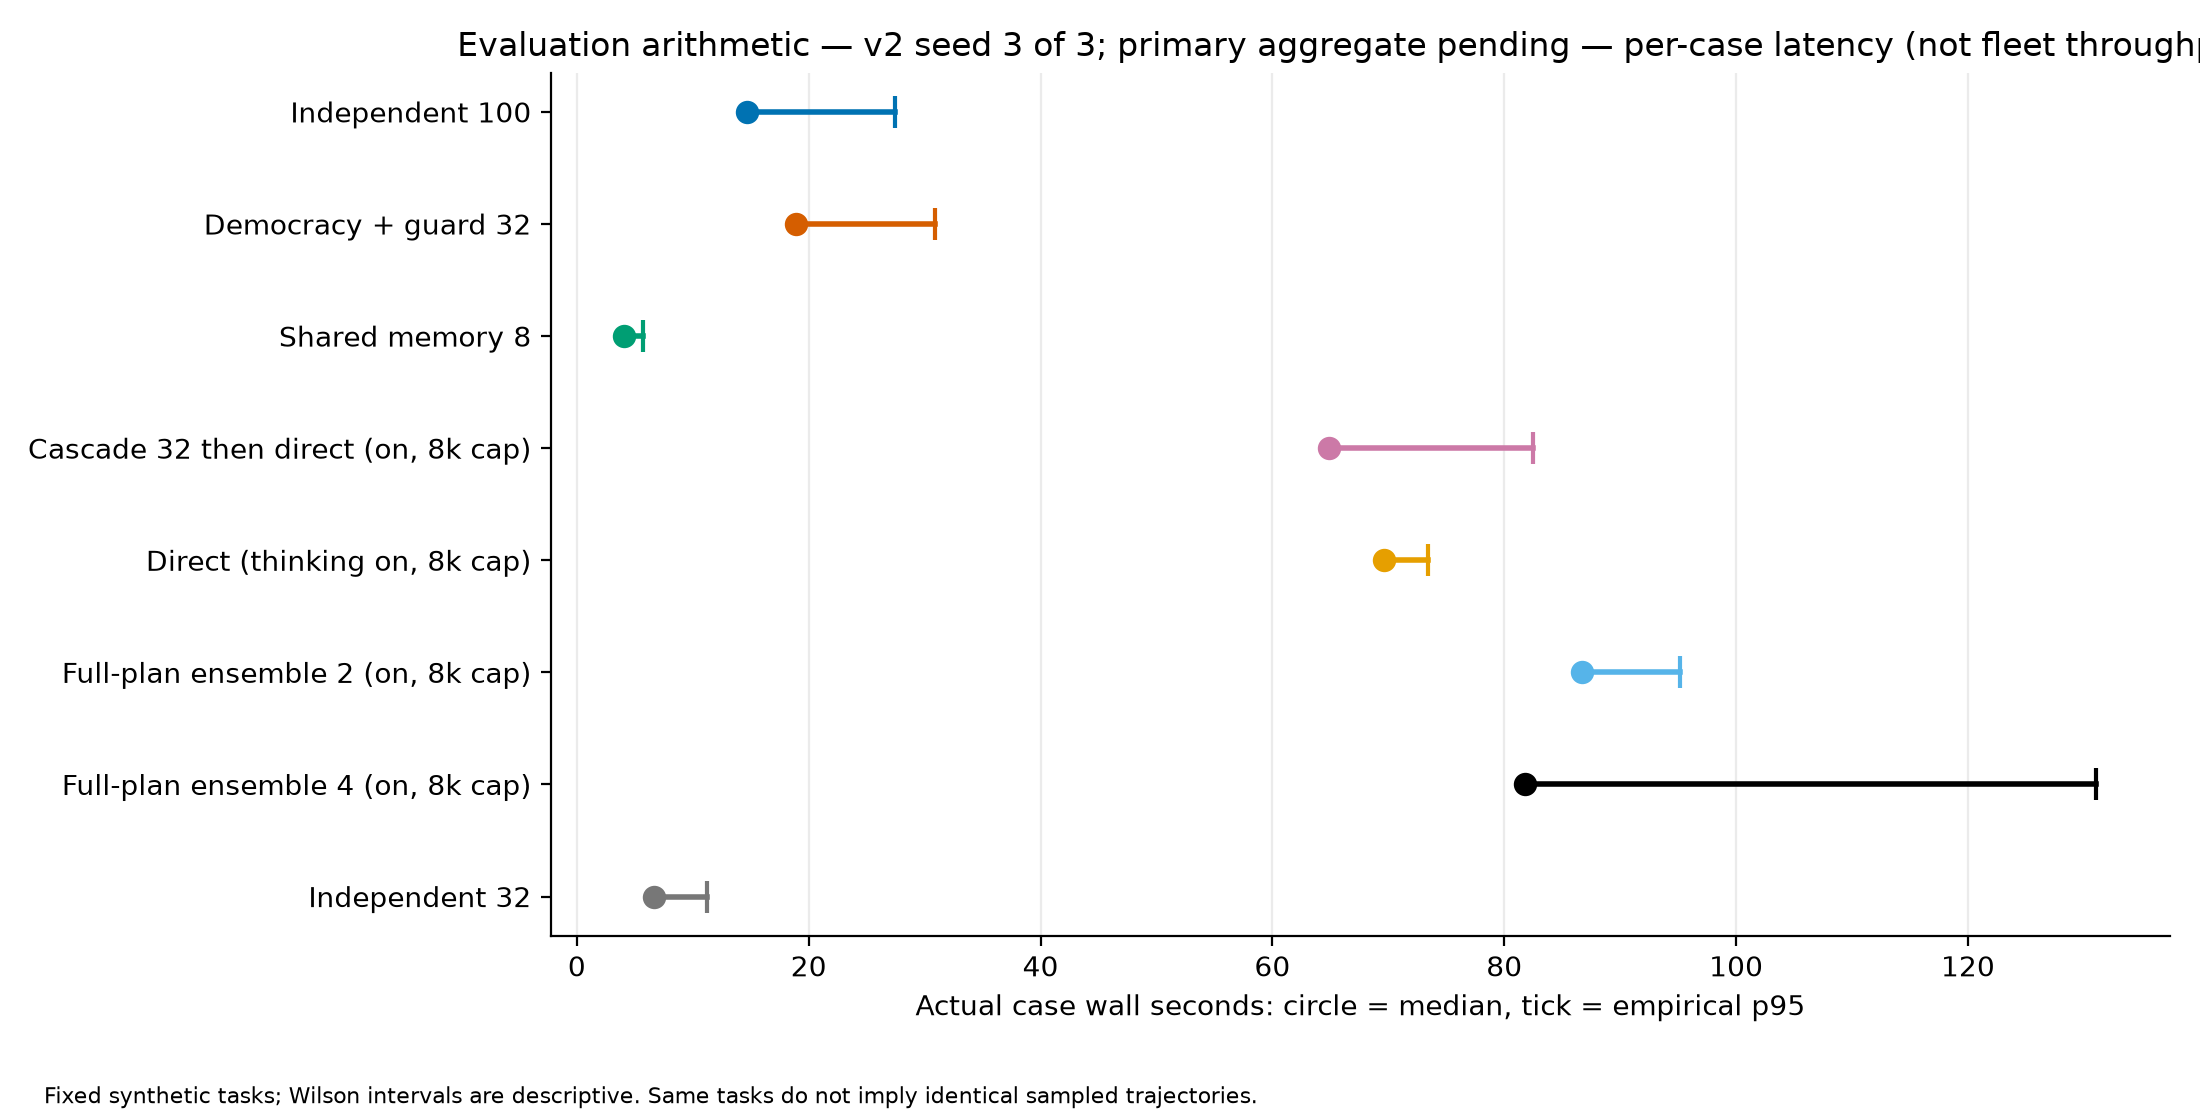 Evaluation arithmetic — v2 seed 3 of 3; primary aggregate pending — per-case latency (not fleet
Independent 100
Democracy + guard 32
Shared memory 8
Cascade 32 then direct (on, 8k cap)
Direct (thinking on, 8k cap)
Full-plan ensemble 2 (on, 8k cap)
Full-plan ensemble 4 (on, 8k cap)
Independent 32
0 20 40 60 80 100 120
Actual case wall seconds: circle = median, tick = empirical p95
Fixed synthetic tasks; Wilson intervals are descriptive. Same tasks do not imply identical sampled trajectories.